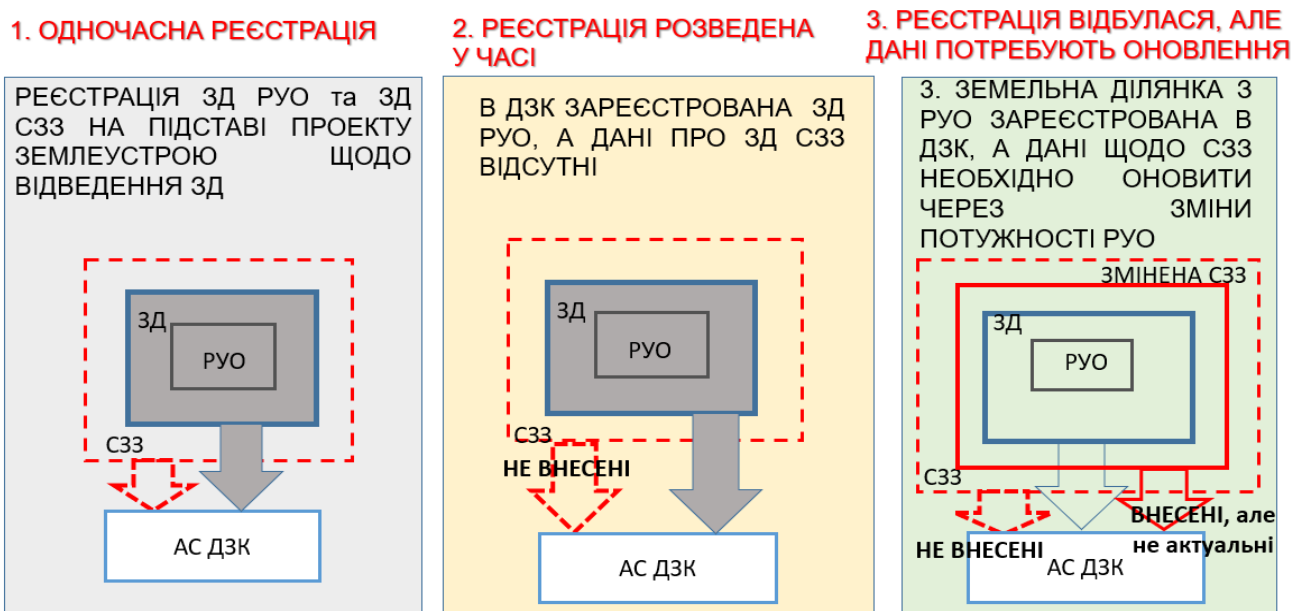 1. ОДНОЧАСНА РЕЄСТРАЦІЯ
РЕЄСТРАЦІЯ ЗД РУО та ЗД
СЗЗ НА ПІДСТАВІ ПРОЕКТУ
ЗЕМЛЕУСТРОЮ ЩОДО
ВІДВЕДЕННЯ ЗД
ЗД
РУО
СЗЗ
АС ДЗК
2. РЕЄСТРАЦІЯ РОЗВЕДЕНА
У ЧАСІ
В ДЗК ЗАРЕЄСТРОВАНА ЗД
РУО, А ДАНІ ПРО ЗД СЗЗ
ВІДСУТНІ
ЗД
РУО
СЗЗ
НЕ ВНЕСЕНІ
АС ДЗК
3. РЕЄСТРАЦІЯ ВІДБУЛАСЯ, АЛЕ
ДАНІ ПОТРЕБУЮТЬ ОНОВЛЕННЯ
3. ЗЕМЕЛЬНА ДІЛЯНКА З
РУО ЗАРЕЄСТРОВАНА В
ДЗК, А ДАНІ ЩОДО СЗЗ
НЕОБХІДНО ОНОВИТИ
ЧЕРЕЗ ЗМІНИ
ПОТУЖНОСТІ РУО
ЗМІНЕНА СЗЗ
ЗД
РУО
СЗЗ
ВНЕСЕНІ, але
не актуальні
НЕ ВНЕСЕНІ
АС ДЗК